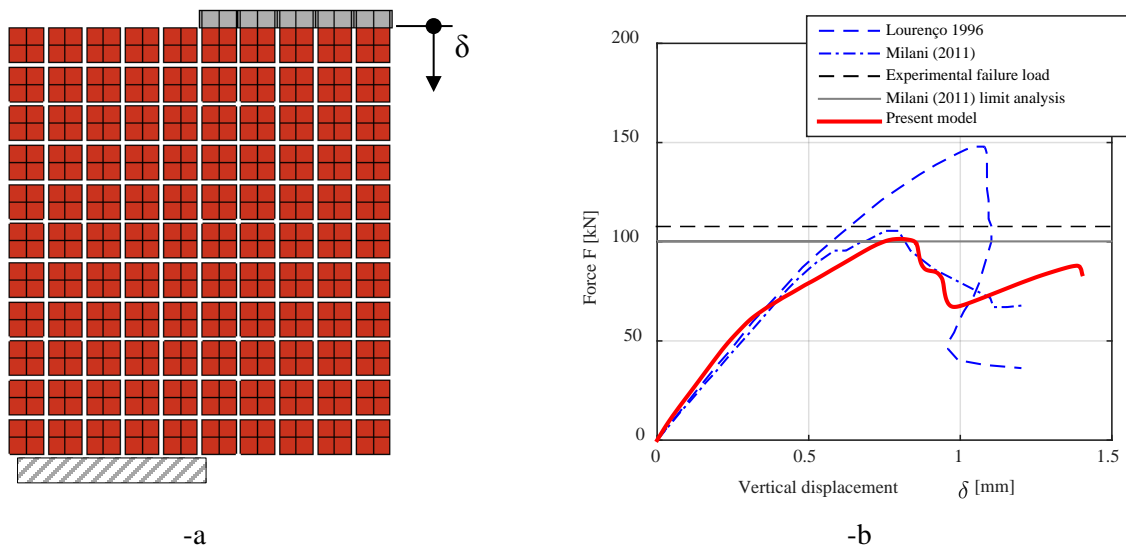 δ
-a
200
150
100
50
0
0
0.5
1
1.5
Force F [kN]
Vertical displacement δ [mm]
Lourenço 1996
Milani (2011)
Experimental failure load
Milani (2011) limit analysis
Present model
-b